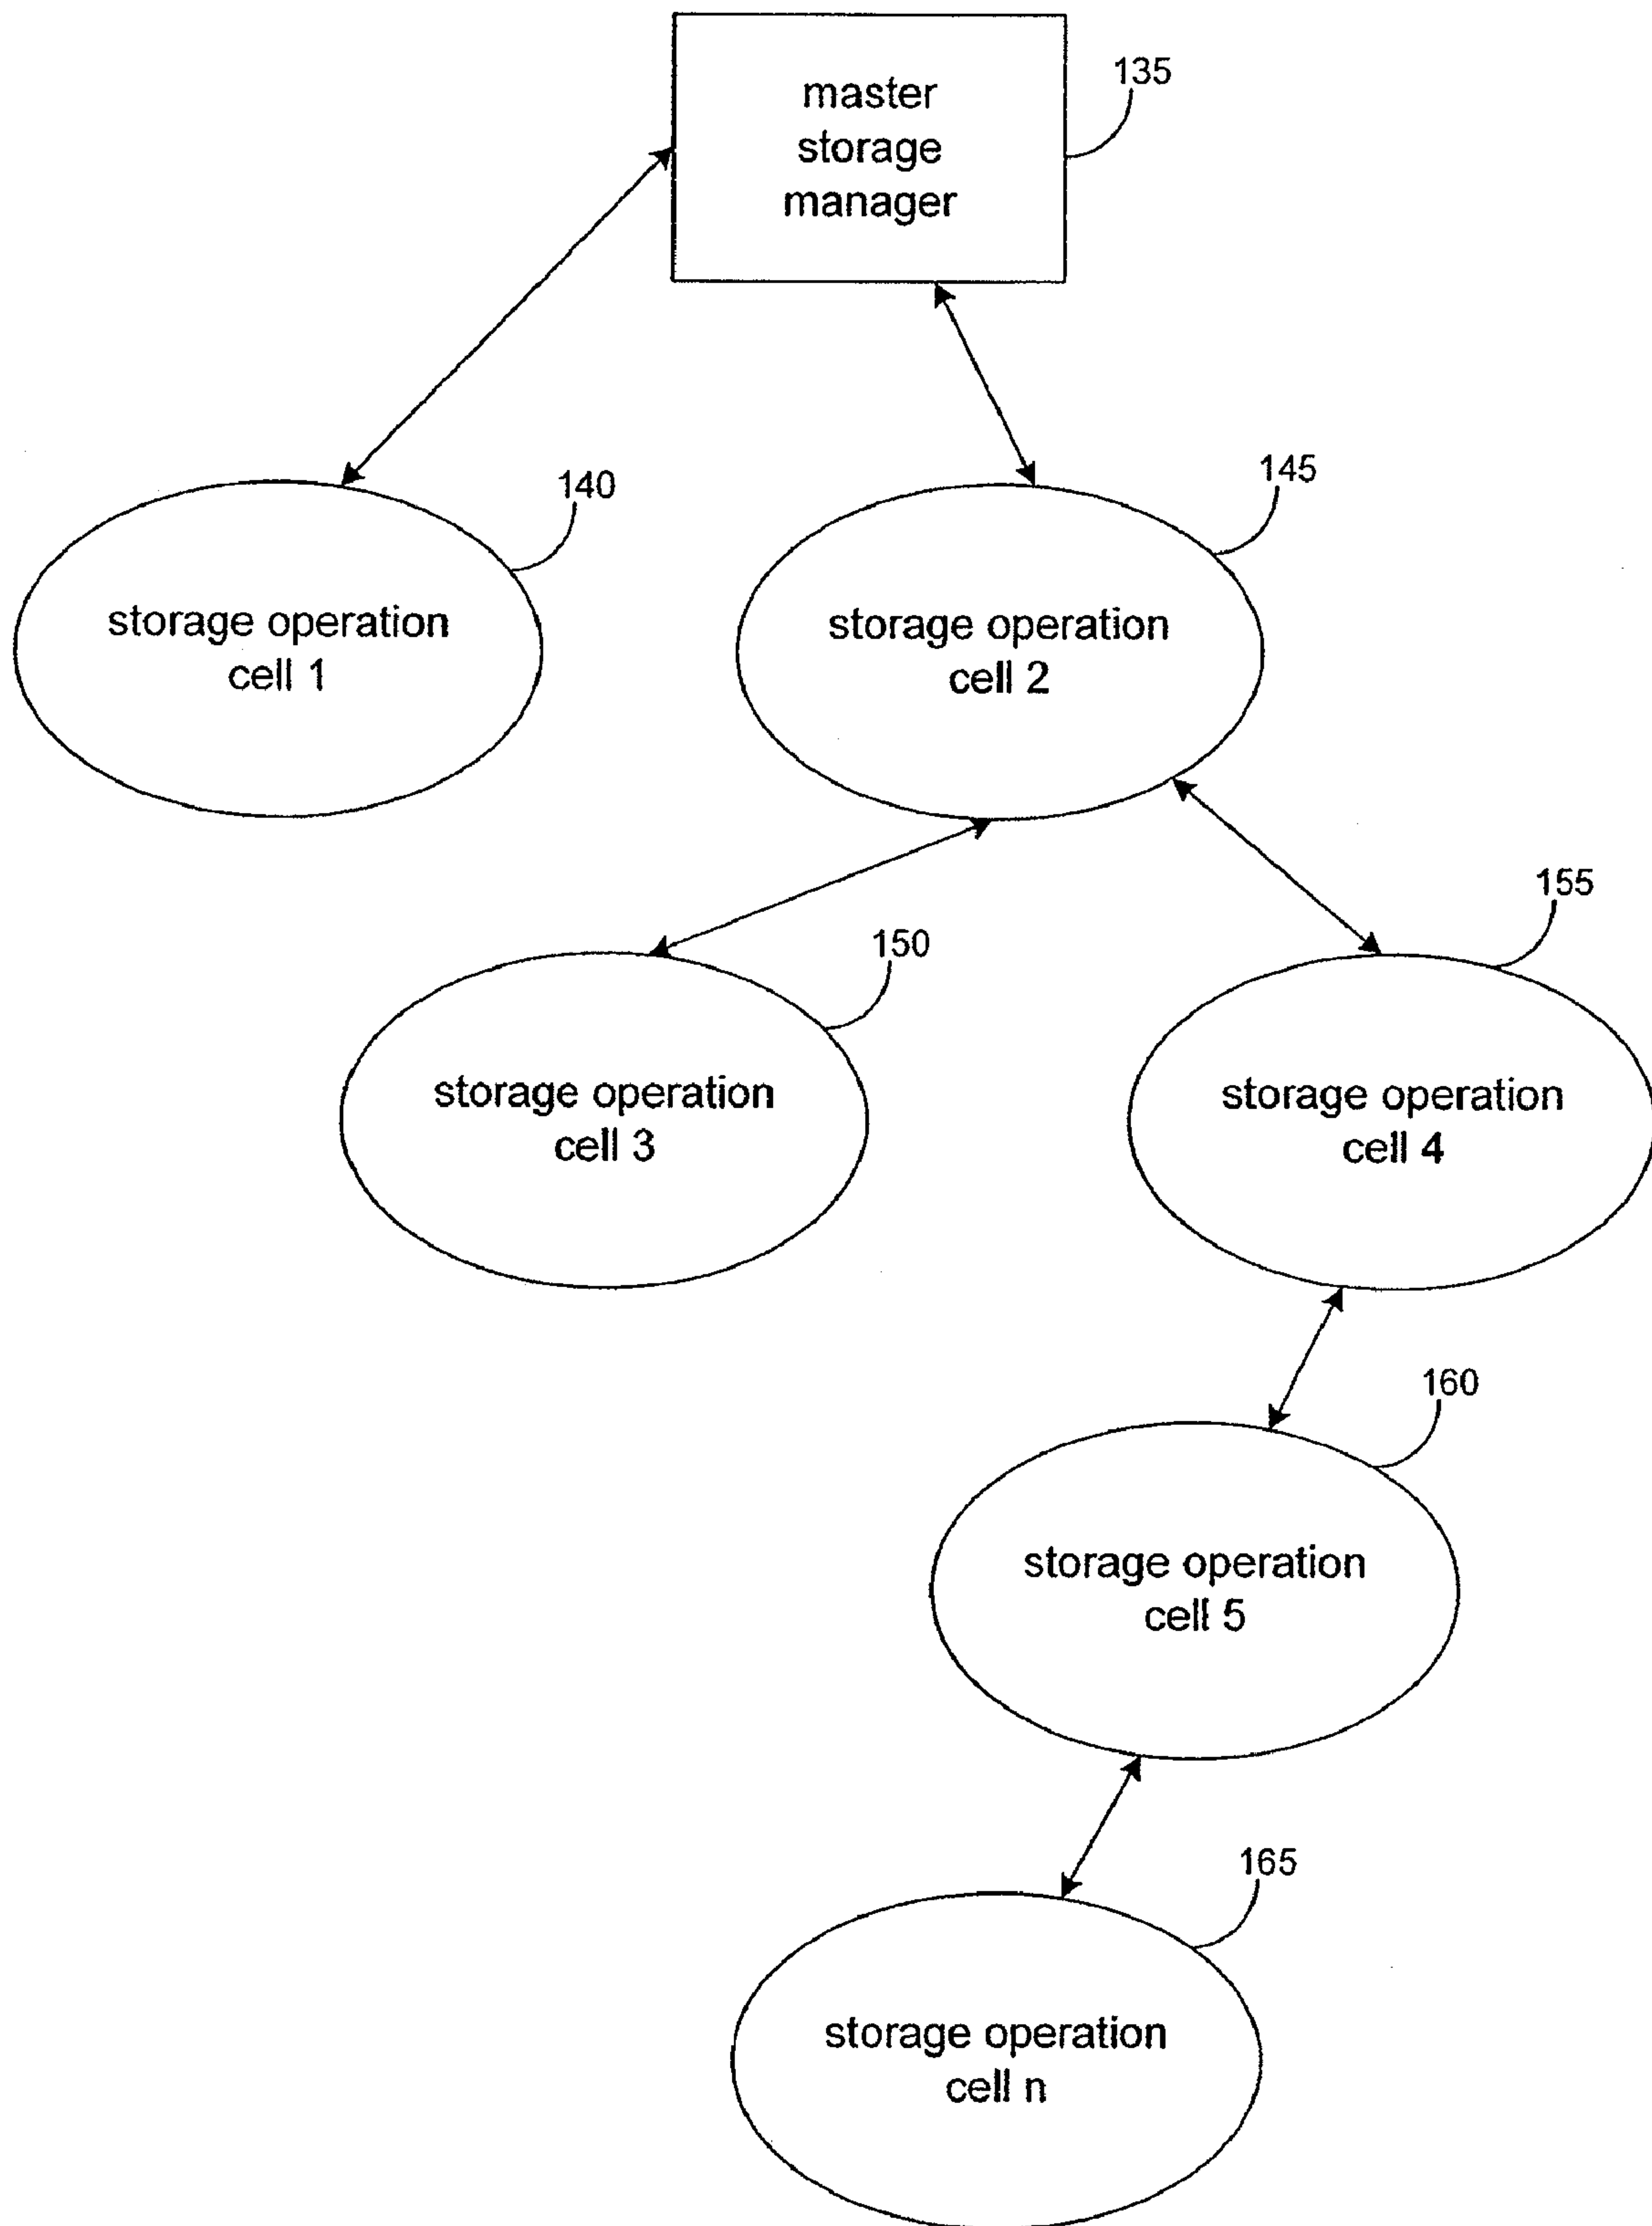 master
storage
manager
135
storage operation
cell 1
140
storage operation
cell 2
145
storage operation
cell 3
150
storage operation
cell 4
155
storage operation
cell 5
160
storage operation
cell n
165